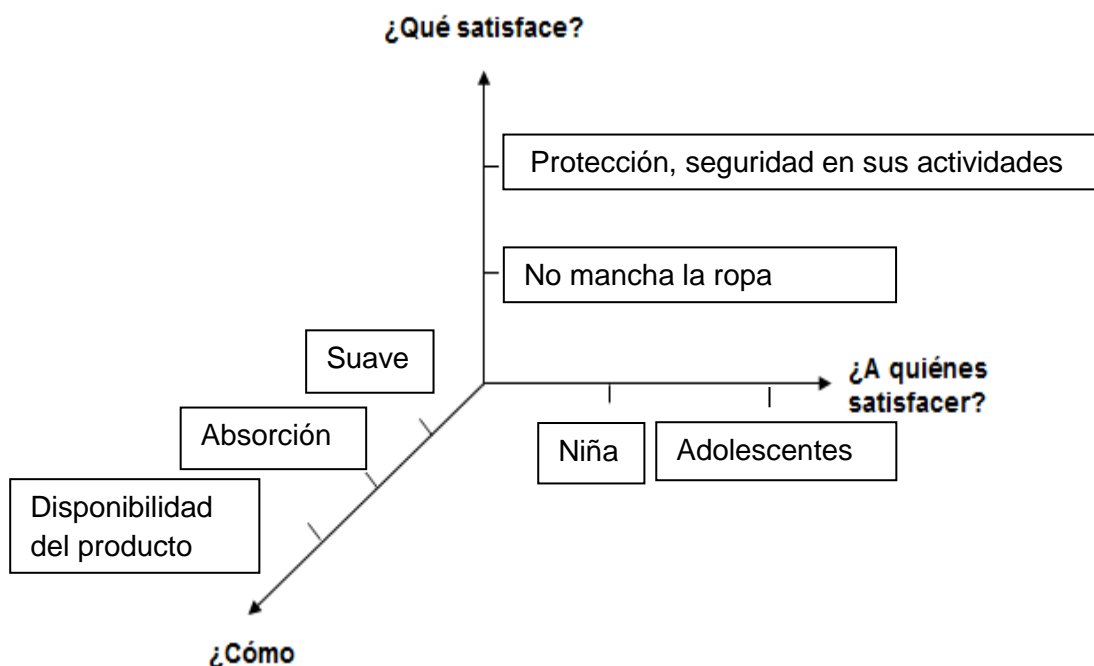 ¿Qué satisface?
Protección, seguridad en sus actividades
No mancha la ropa
Suave
¿A quiénes
satisfacer?
Absorción
Niña
Adolescentes
Disponibilidad
del producto
¿Cómo